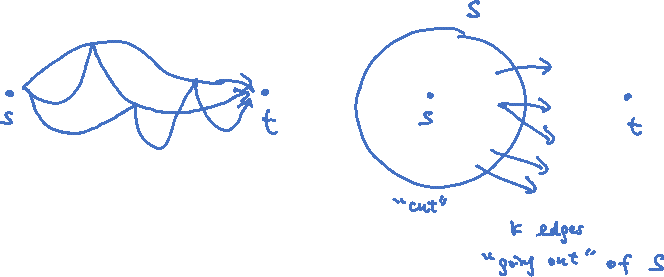 s
t
S
s
t
"cut"
k edges
"going out" of S